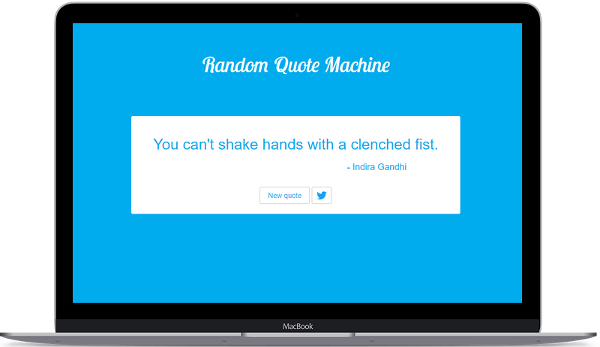 Random Quote Machine
You can't shake hands with a clenched fist.
- Indira Gandhi
New quote
MacBook